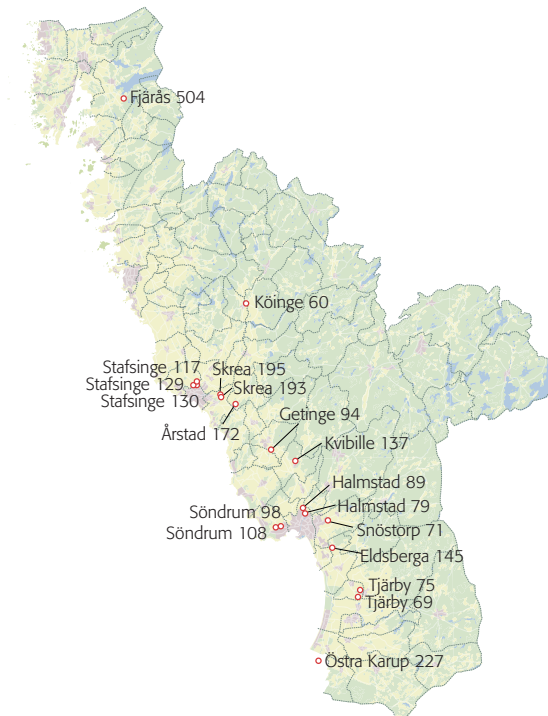 Fjärås 504
Köinge 60
Stafsinge 117
Skrea 195
Stafsinge 129
Skrea 193
Stafsinge 130
Getinge 94
Årstad 172
Kvibille 137
Halmstad 89
Söndrum 98
Halmstad 79
Söndrum 108
Snöstorp 71
Eldsberga 145
Tjärby 75
Tjärby 69
Östra Karup 227